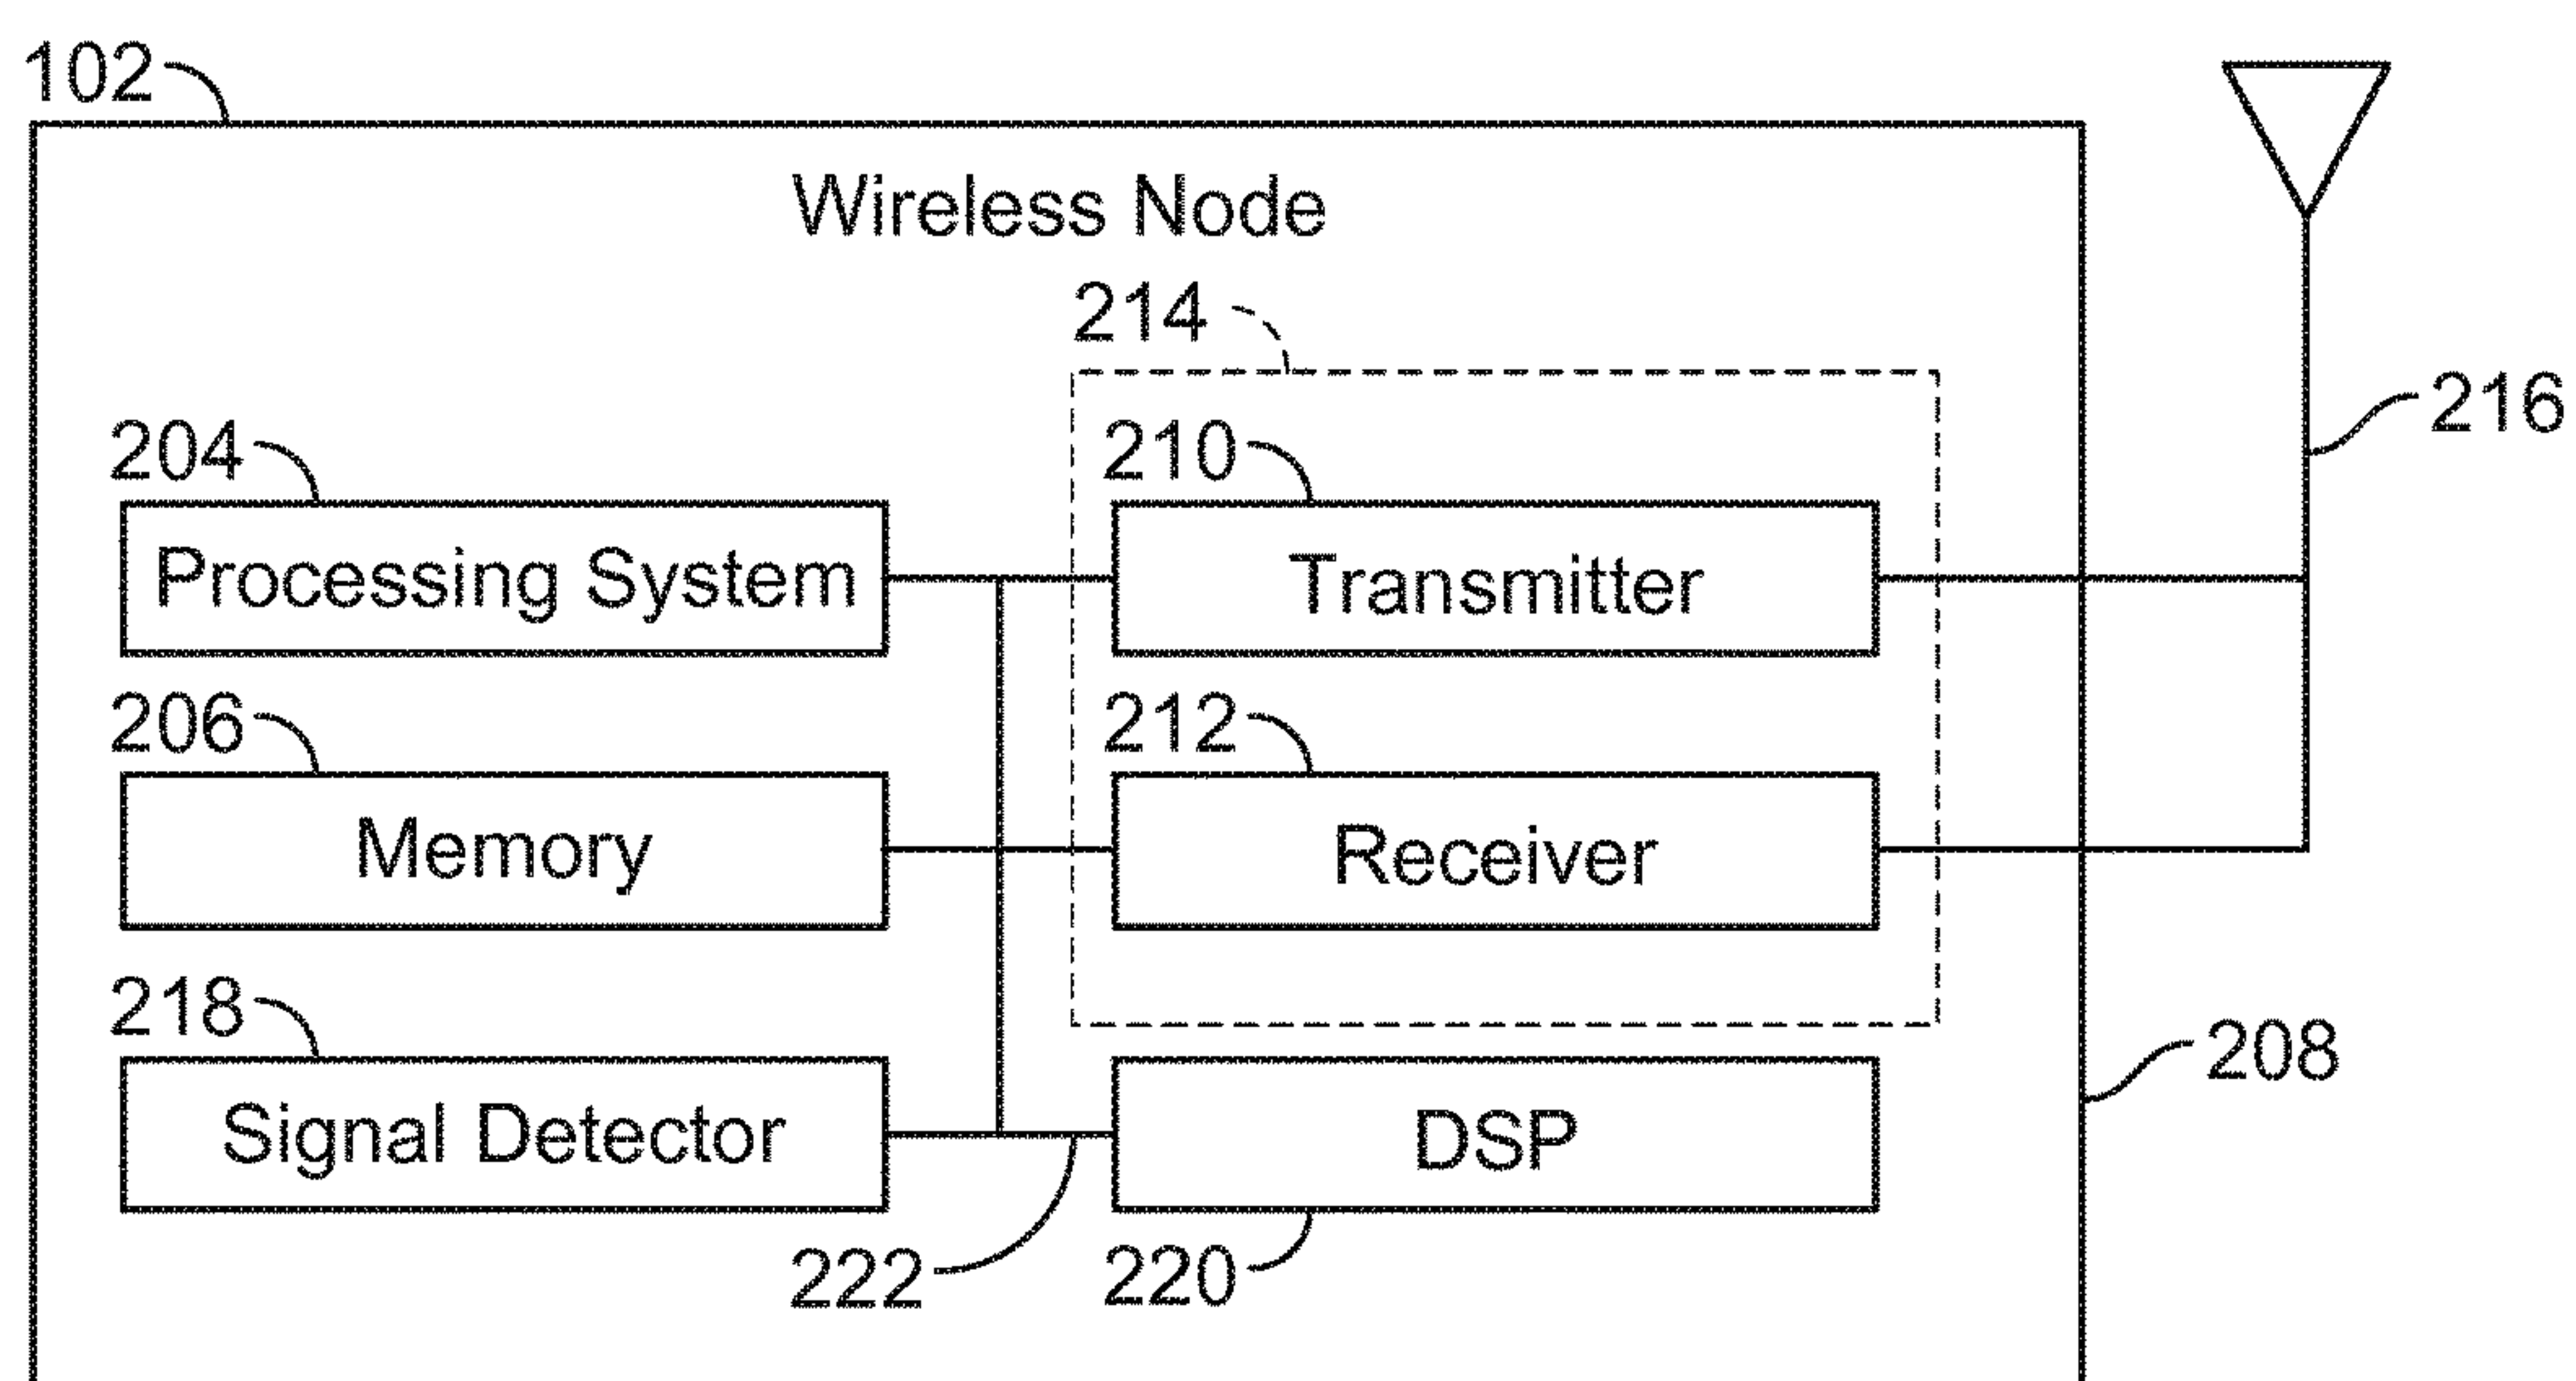 102
Wireless Node
214
216
204
210
Processing System
Transmitter
206
212
Memory
Receiver
218
208
Signal Detector
DSP
222
220